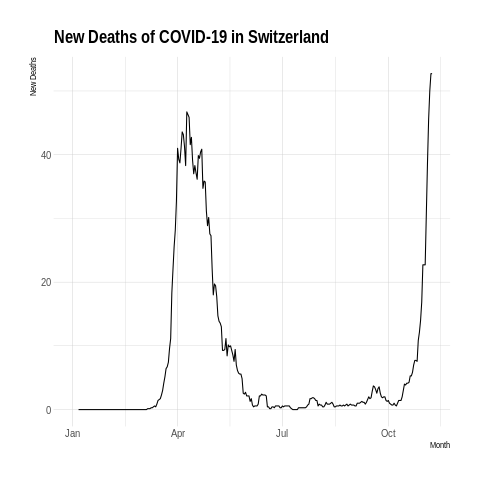 New Deaths of COVID-19 in Switzerland
New Deaths
40
20
0
Jan Apr Jul Oct
Month